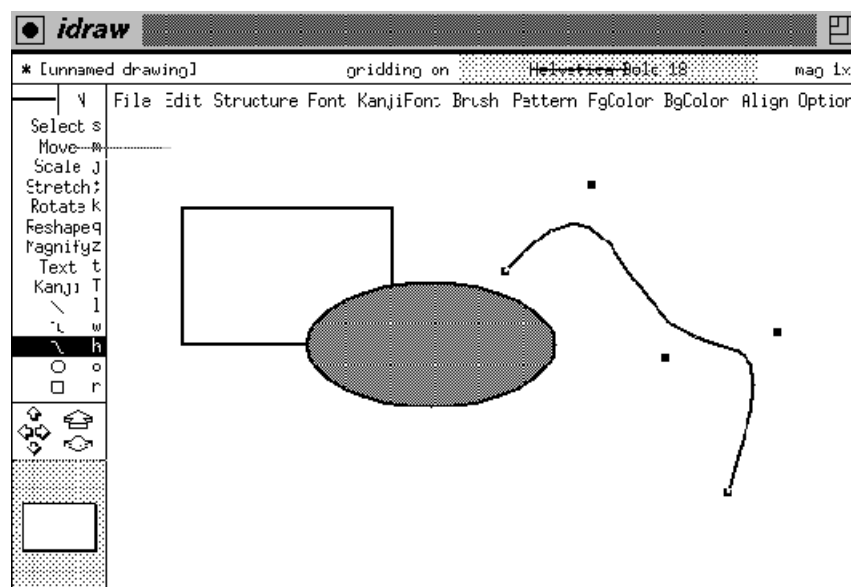 idraw
* [unnamed drawing] gridding on mag 1x
File Edit Structure Font KanjiFont Brush Pattern FgColor BgColor Align Option
Select s
Move m
Scale j
Stretch
Rotate k
Reshape q
Magnify z
Text t
Kanji T
l
w
h
o
r